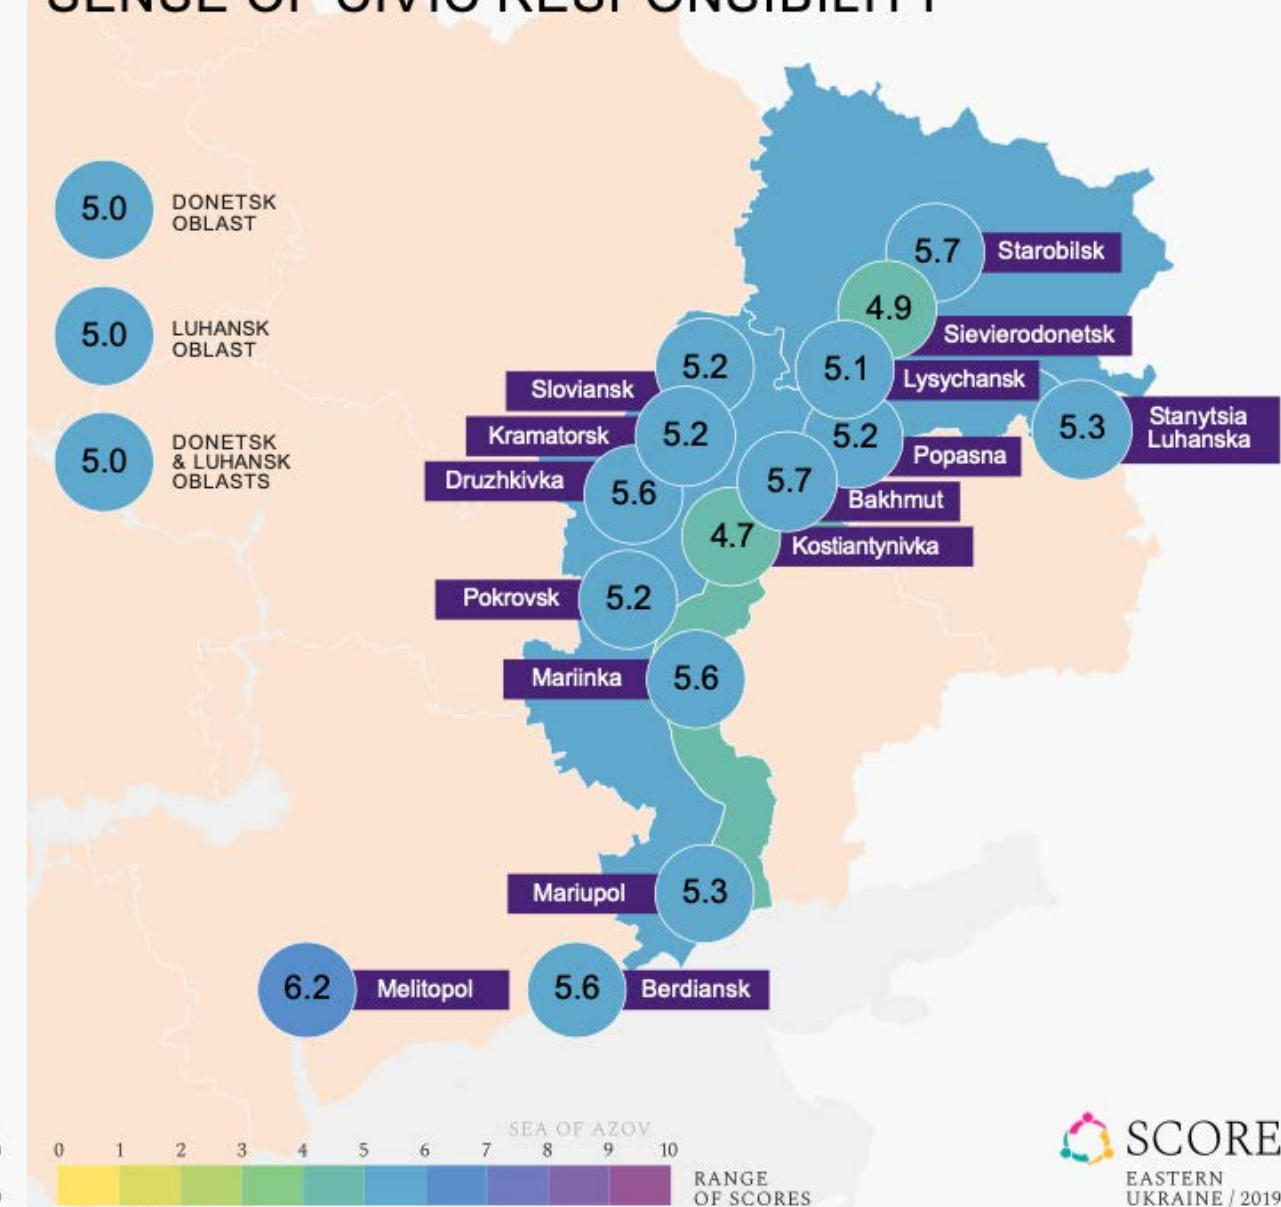 SENSE OF CIVIC RESPONSIBILITY
5.0
DONETSK
OBLAST
5.0
LUHANSK
OBLAST
5.0
DONETSK
& LUHANSK
OBLASTS
5.7
Starobilsk
4.9
Sievierodonetsk
5.2
Sloviansk
5.1
Lysychansk
5.2
Kramatorsk
5.2
Popasna
5.3
Stanytsia
Luhanska
Druzhkivka
5.6
5.7
Bakhmut
4.7
Kostiantynivka
Pokrovsk
5.2
Mariinka
5.6
Mariupol
5.3
6.2
Melitopol
5.6
Berdiansk
SEA OF AZOV
0 1 2 3 4 5 6 7 8 9 10
RANGE
OF SCORES
SCORE
EASTERN
UKRAINE / 2019